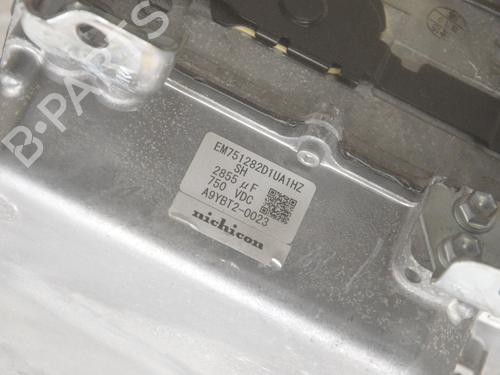 B-PARTS
EM751282D1UA1HZ
SH
2855 μF
750 VDC
A9YBT2-0023
nichicon